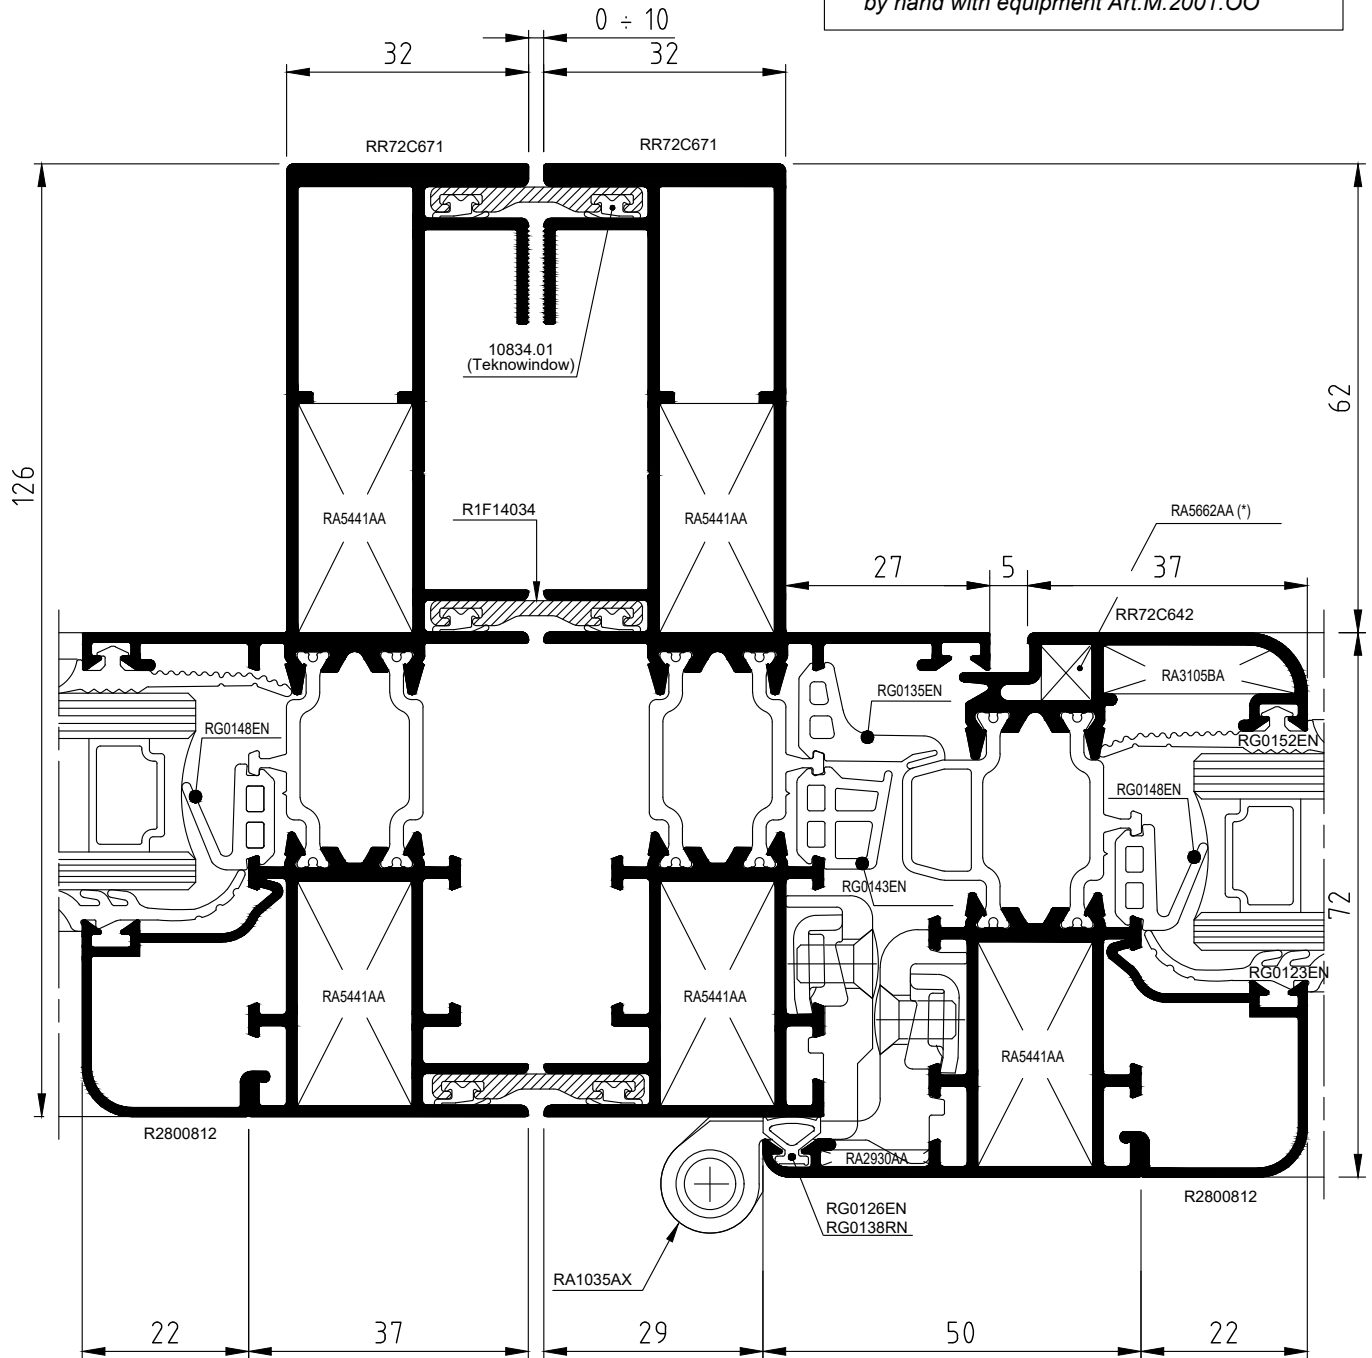 by hand with equipment Art.M.2001.OO
0 ÷ 10
32
32
RR72C671
RR72C671
10834.01
(Teknowindow)
126
62
RA5441AA
R1F14034
RA5441AA
RA5662AA (*)
27
5
37
RR72C642
RA3105BA
RG0135EN
RG0148EN
RG0152EN
RG0148EN
RG0143EN
72
RG0123EN
RA5441AA
RA5441AA
RA5441AA
R2800812
RA2930AA
R2800812
RG0126EN
RG0138RN
RA1035AX
22
37
29
50
22